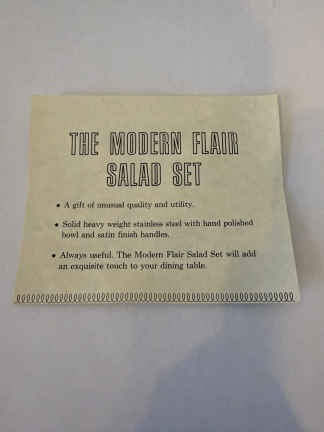 THE MODERN FLAIR
SALAD SET
• A gift of unusual quality and utility.
• Solid heavy weight stainless steel with hand polished
bowl and satin finish handles.
• Always useful. The Modern Flair Salad Set will add
an exquisite touch to your dining table.